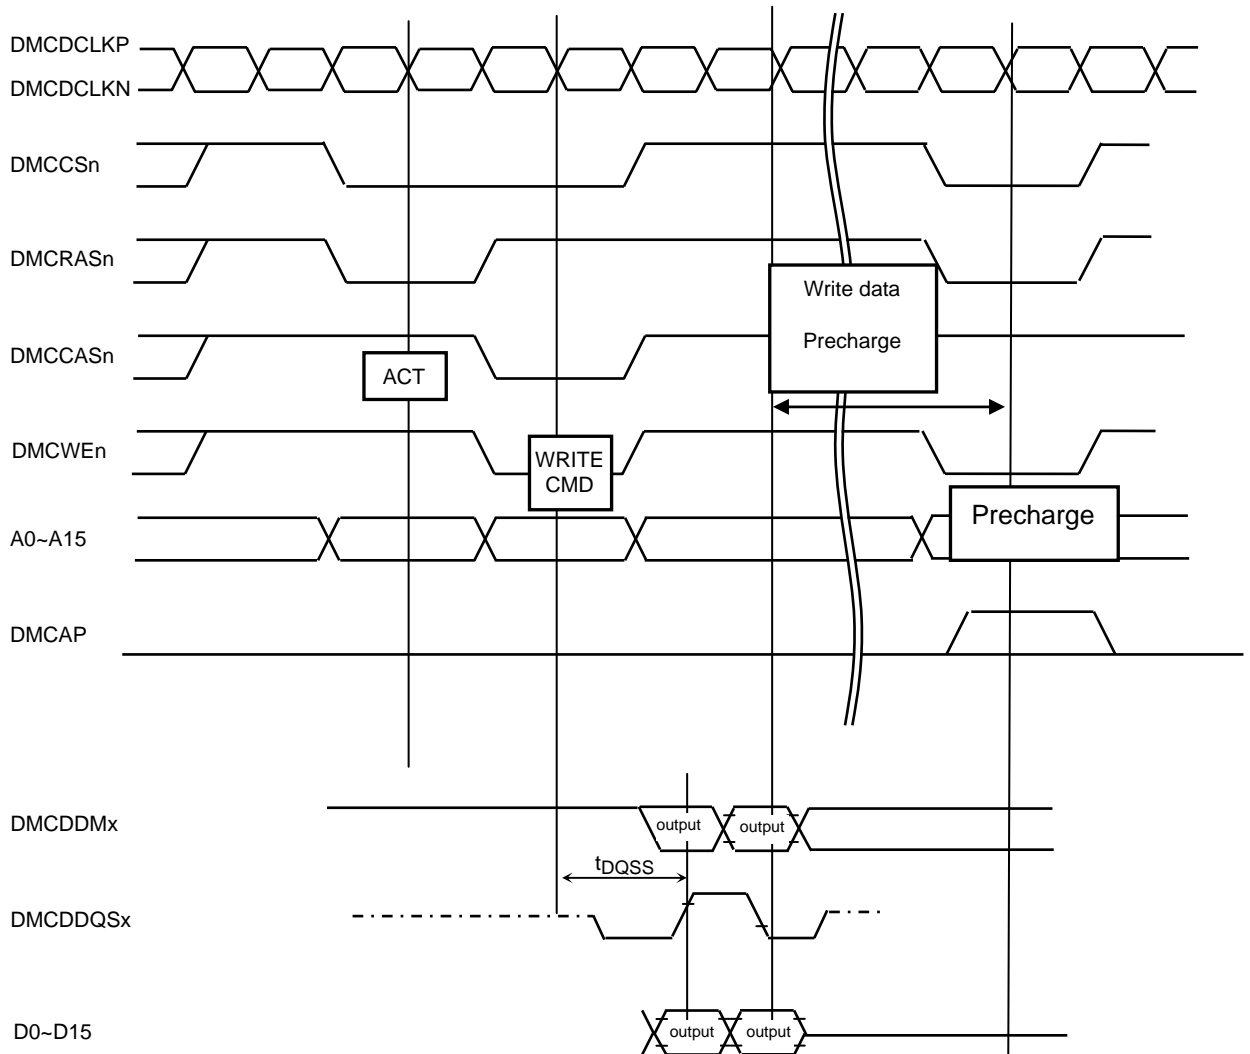 DMCDCLKP
DMCDCLKN
DMCCSn
DMCRASn
Write data
Precharge
DMCCASn
ACT
DMCWEn
WRITE
CMD
Precharge
A0~A15
DMCAP
DMCDDMx
output
output
tDQSS
DMCDDQSx
D0~D15
output
output